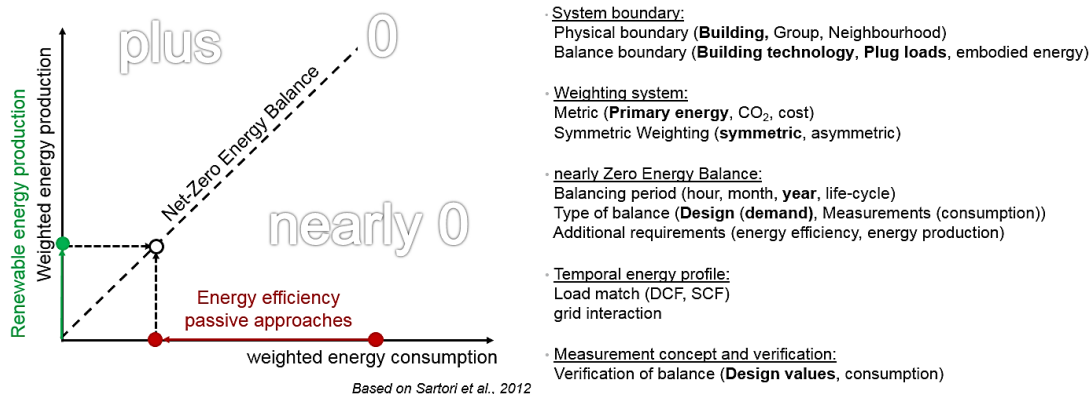 plus
0
Net-Zero Energy Balance
nearly 0
Renewable energy production
Weighted energy production
Energy efficiency
passive approaches
weighted energy consumption
Based on Sartori et al., 2012
System boundary:
Physical boundary (Building, Group, Neighbourhood)
Balance boundary (Building technology, Plug loads, embodied energy)
Weighting system:
Metric (Primary energy, CO₂, cost)
Symmetric Weighting (symmetric, asymmetric)
nearly Zero Energy Balance:
Balancing period (hour, month, year, life-cycle)
Type of balance (Design (demand), Measurements (consumption))
Additional requirements (energy efficiency, energy production)
Temporal energy profile:
Load match (DCF, SCF)
grid interaction
Measurement concept and verification:
Verification of balance (Design values, consumption)